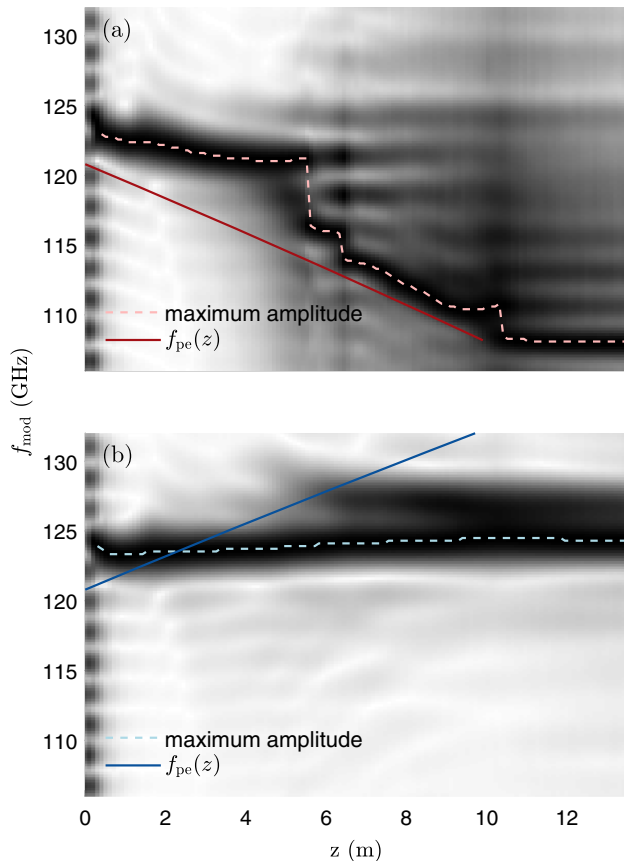 (a)
130
125
120
115
110
maximum amplitude
f_pe(z)
f_mod (GHz)
(b)
130
125
120
115
110
maximum amplitude
f_pe(z)
0 2 4 6 8 10 12
z (m)